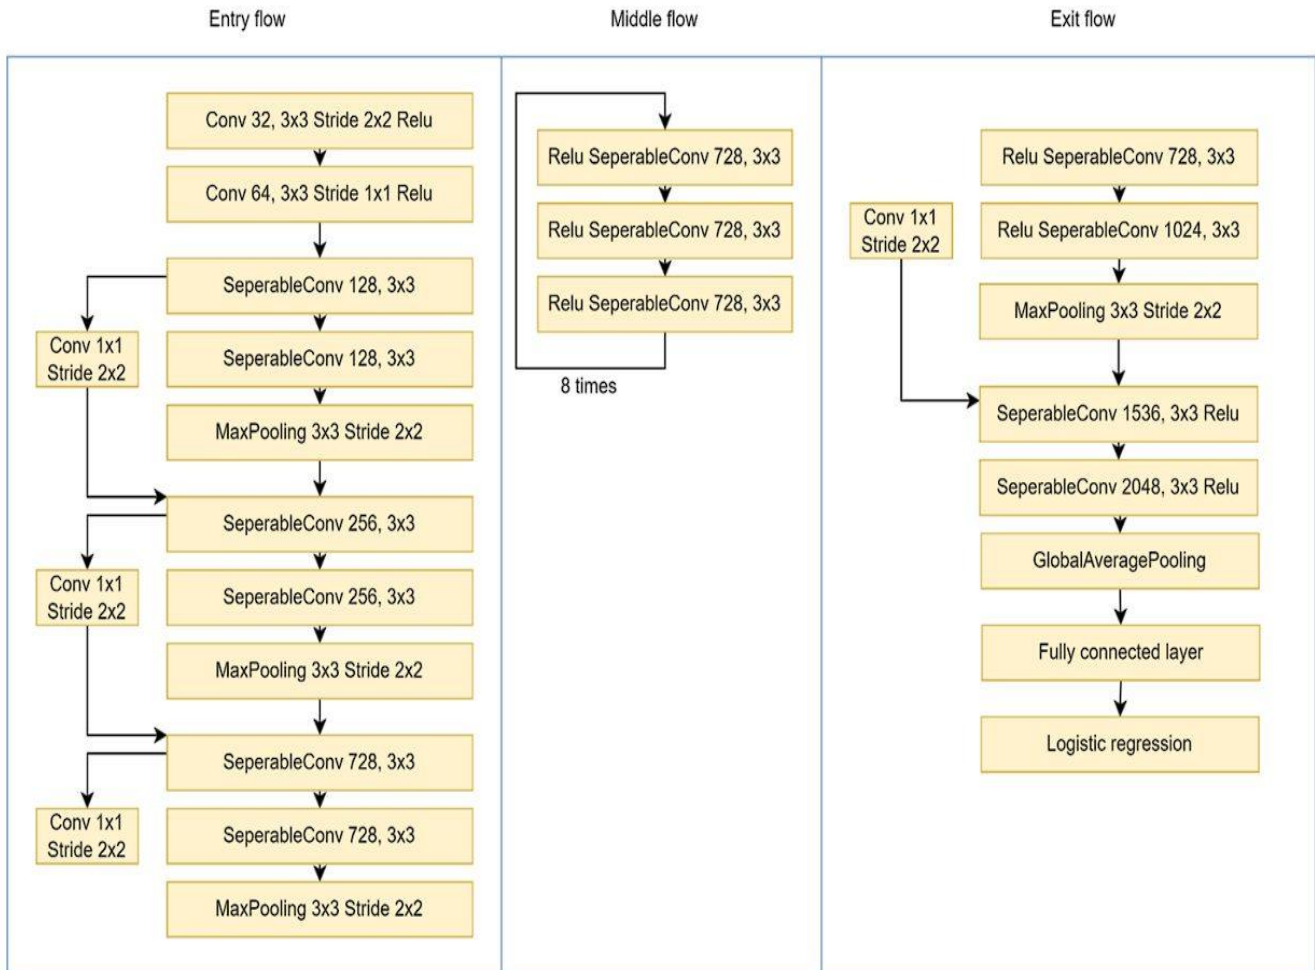 Entry flow
Middle flow
Exit flow
Conv 32, 3x3 Stride 2x2 Relu
Conv 64, 3x3 Stride 1x1 Relu
SeperableConv 128, 3x3
Conv 1x1
Stride 2x2
SeperableConv 128, 3x3
MaxPooling 3x3 Stride 2x2
SeperableConv 256, 3x3
Conv 1x1
Stride 2x2
SeperableConv 256, 3x3
MaxPooling 3x3 Stride 2x2
SeperableConv 728, 3x3
Conv 1x1
Stride 2x2
SeperableConv 728, 3x3
MaxPooling 3x3 Stride 2x2
Relu SeperableConv 728, 3x3
Relu SeperableConv 728, 3x3
Relu SeperableConv 728, 3x3
8 times
Relu SeperableConv 728, 3x3
Conv 1x1
Stride 2x2
Relu SeperableConv 1024, 3x3
MaxPooling 3x3 Stride 2x2
SeperableConv 1536, 3x3 Relu
SeperableConv 2048, 3x3 Relu
GlobalAveragePooling
Fully connected layer
Logistic regression